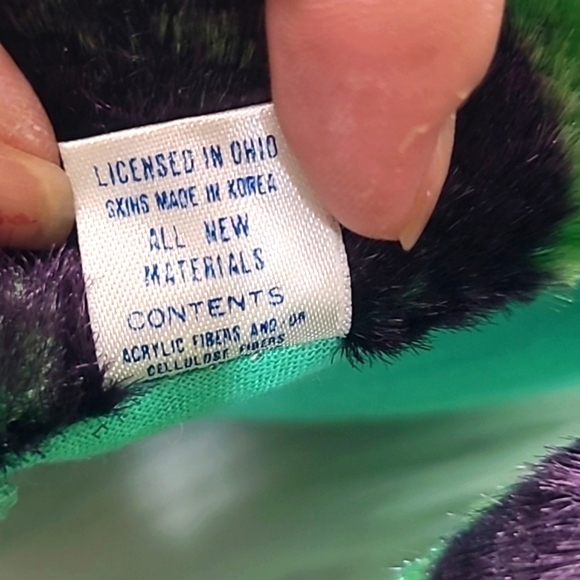 LICENSED IN OHIO
SKINS MADE IN KOREA
ALL NEW
MATERIALS
CONTENTS
ACRYLIC FIBERS AND, OR
CELLULOSE FIBERS